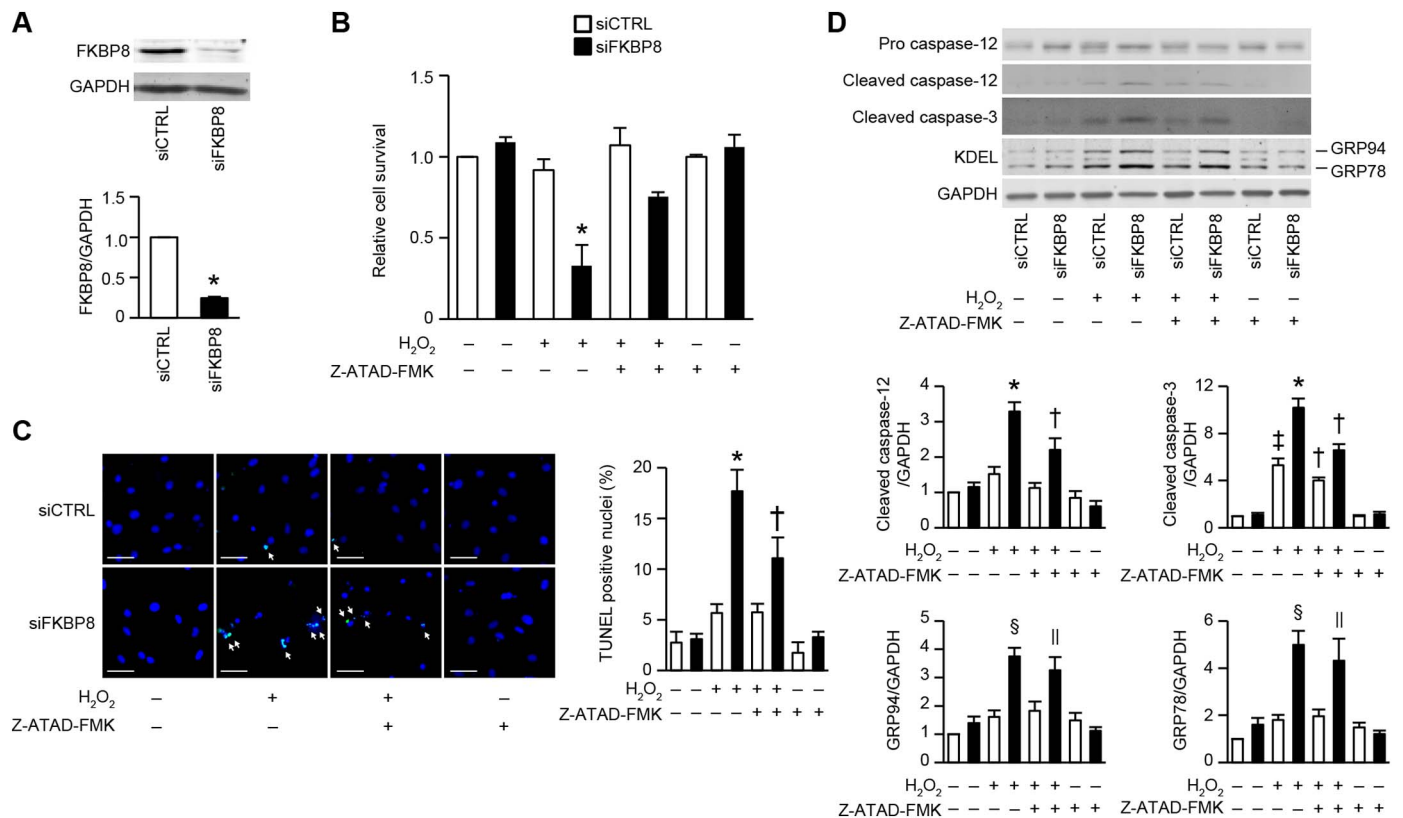 A
FKBP8
GAPDH
siCTRL
siFKBP8
1.5
1.0
0.5
0
FKBP8/GAPDH
*
siCTRL
siFKBP8
B
siCTRL
siFKBP8
1.5
1.0
0.5
0
Relative cell survival
*
H₂O₂ – – + + + + – –
Z-ATAD-FMK – – – – + + + +
C
siCTRL
siFKBP8
H₂O₂ – + + –
Z-ATAD-FMK – – + +
20
15
10
5
0
TUNEL positive nuclei (%)
* †
H₂O₂ – – + + + + – –
Z-ATAD-FMK – – – – + + + +
D
Pro caspase-12
Cleaved caspase-12
Cleaved caspase-3
KDEL
GRP94
GRP78
GAPDH
siCTRL siFKBP8 siCTRL siFKBP8 siCTRL siFKBP8 siCTRL siFKBP8
H₂O₂ – – + + + + – –
Z-ATAD-FMK – – – – + + + +
4
3
2
1
0
Cleaved caspase-12
/GAPDH
* †
H₂O₂ – – + + + + – –
Z-ATAD-FMK – – – – + + + +
12
8
4
0
Cleaved caspase-3
/GAPDH
‡ * † †
H₂O₂ – – + + + + – –
Z-ATAD-FMK – – – – + + + +
5
4
3
2
1
0
GRP94/GAPDH
§ ||
H₂O₂ – – + + + + – –
Z-ATAD-FMK – – – – + + + +
6
4
2
0
GRP78/GAPDH
§ ||
H₂O₂ – – + + + + – –
Z-ATAD-FMK – – – – + + + +